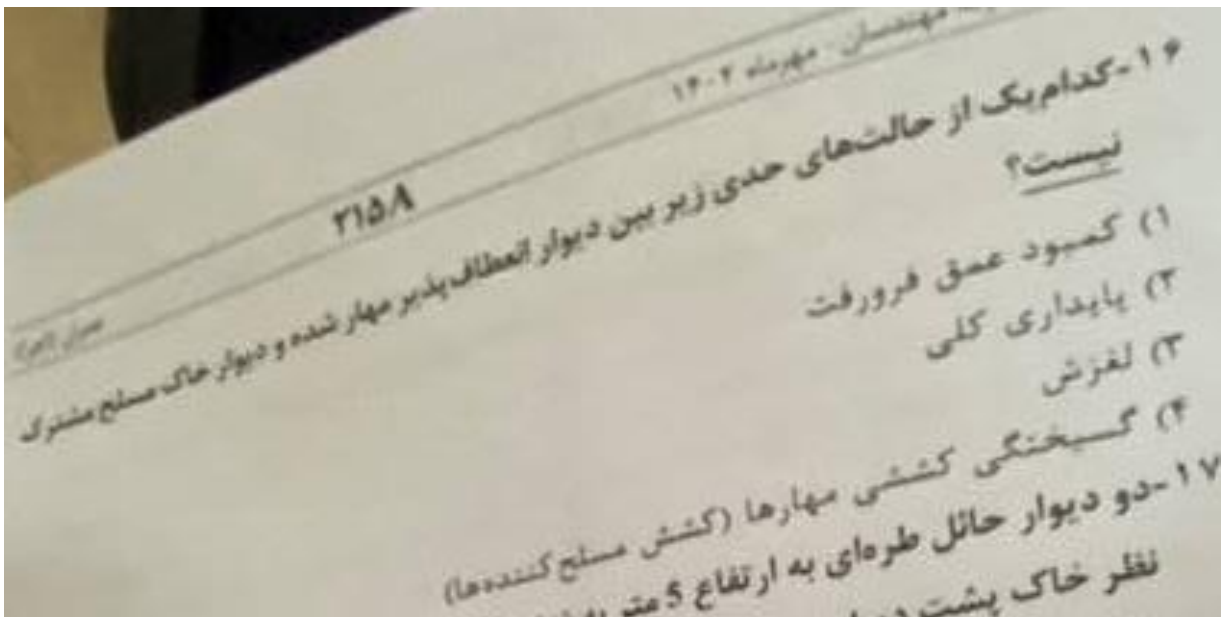 مهندسان - مهرماه ۱۴۰۲
۳۱۵A
۱۶-کدام‌یک از حالت‌های حدی زیر بین دیوار انعطاف‌پذیر مهار شده و دیوار خاک مسلح مشترک
نیست؟
۱) کمبود عمق فرورفت
۲) پایداری کلی
۳) لغزش
۴) گسیختگی کششی مهارها (کشش مسلح‌کننده‌ها)
۱۷-دو دیوار حائل طره‌ای به ارتفاع 5 متر
نظر خاک پشت